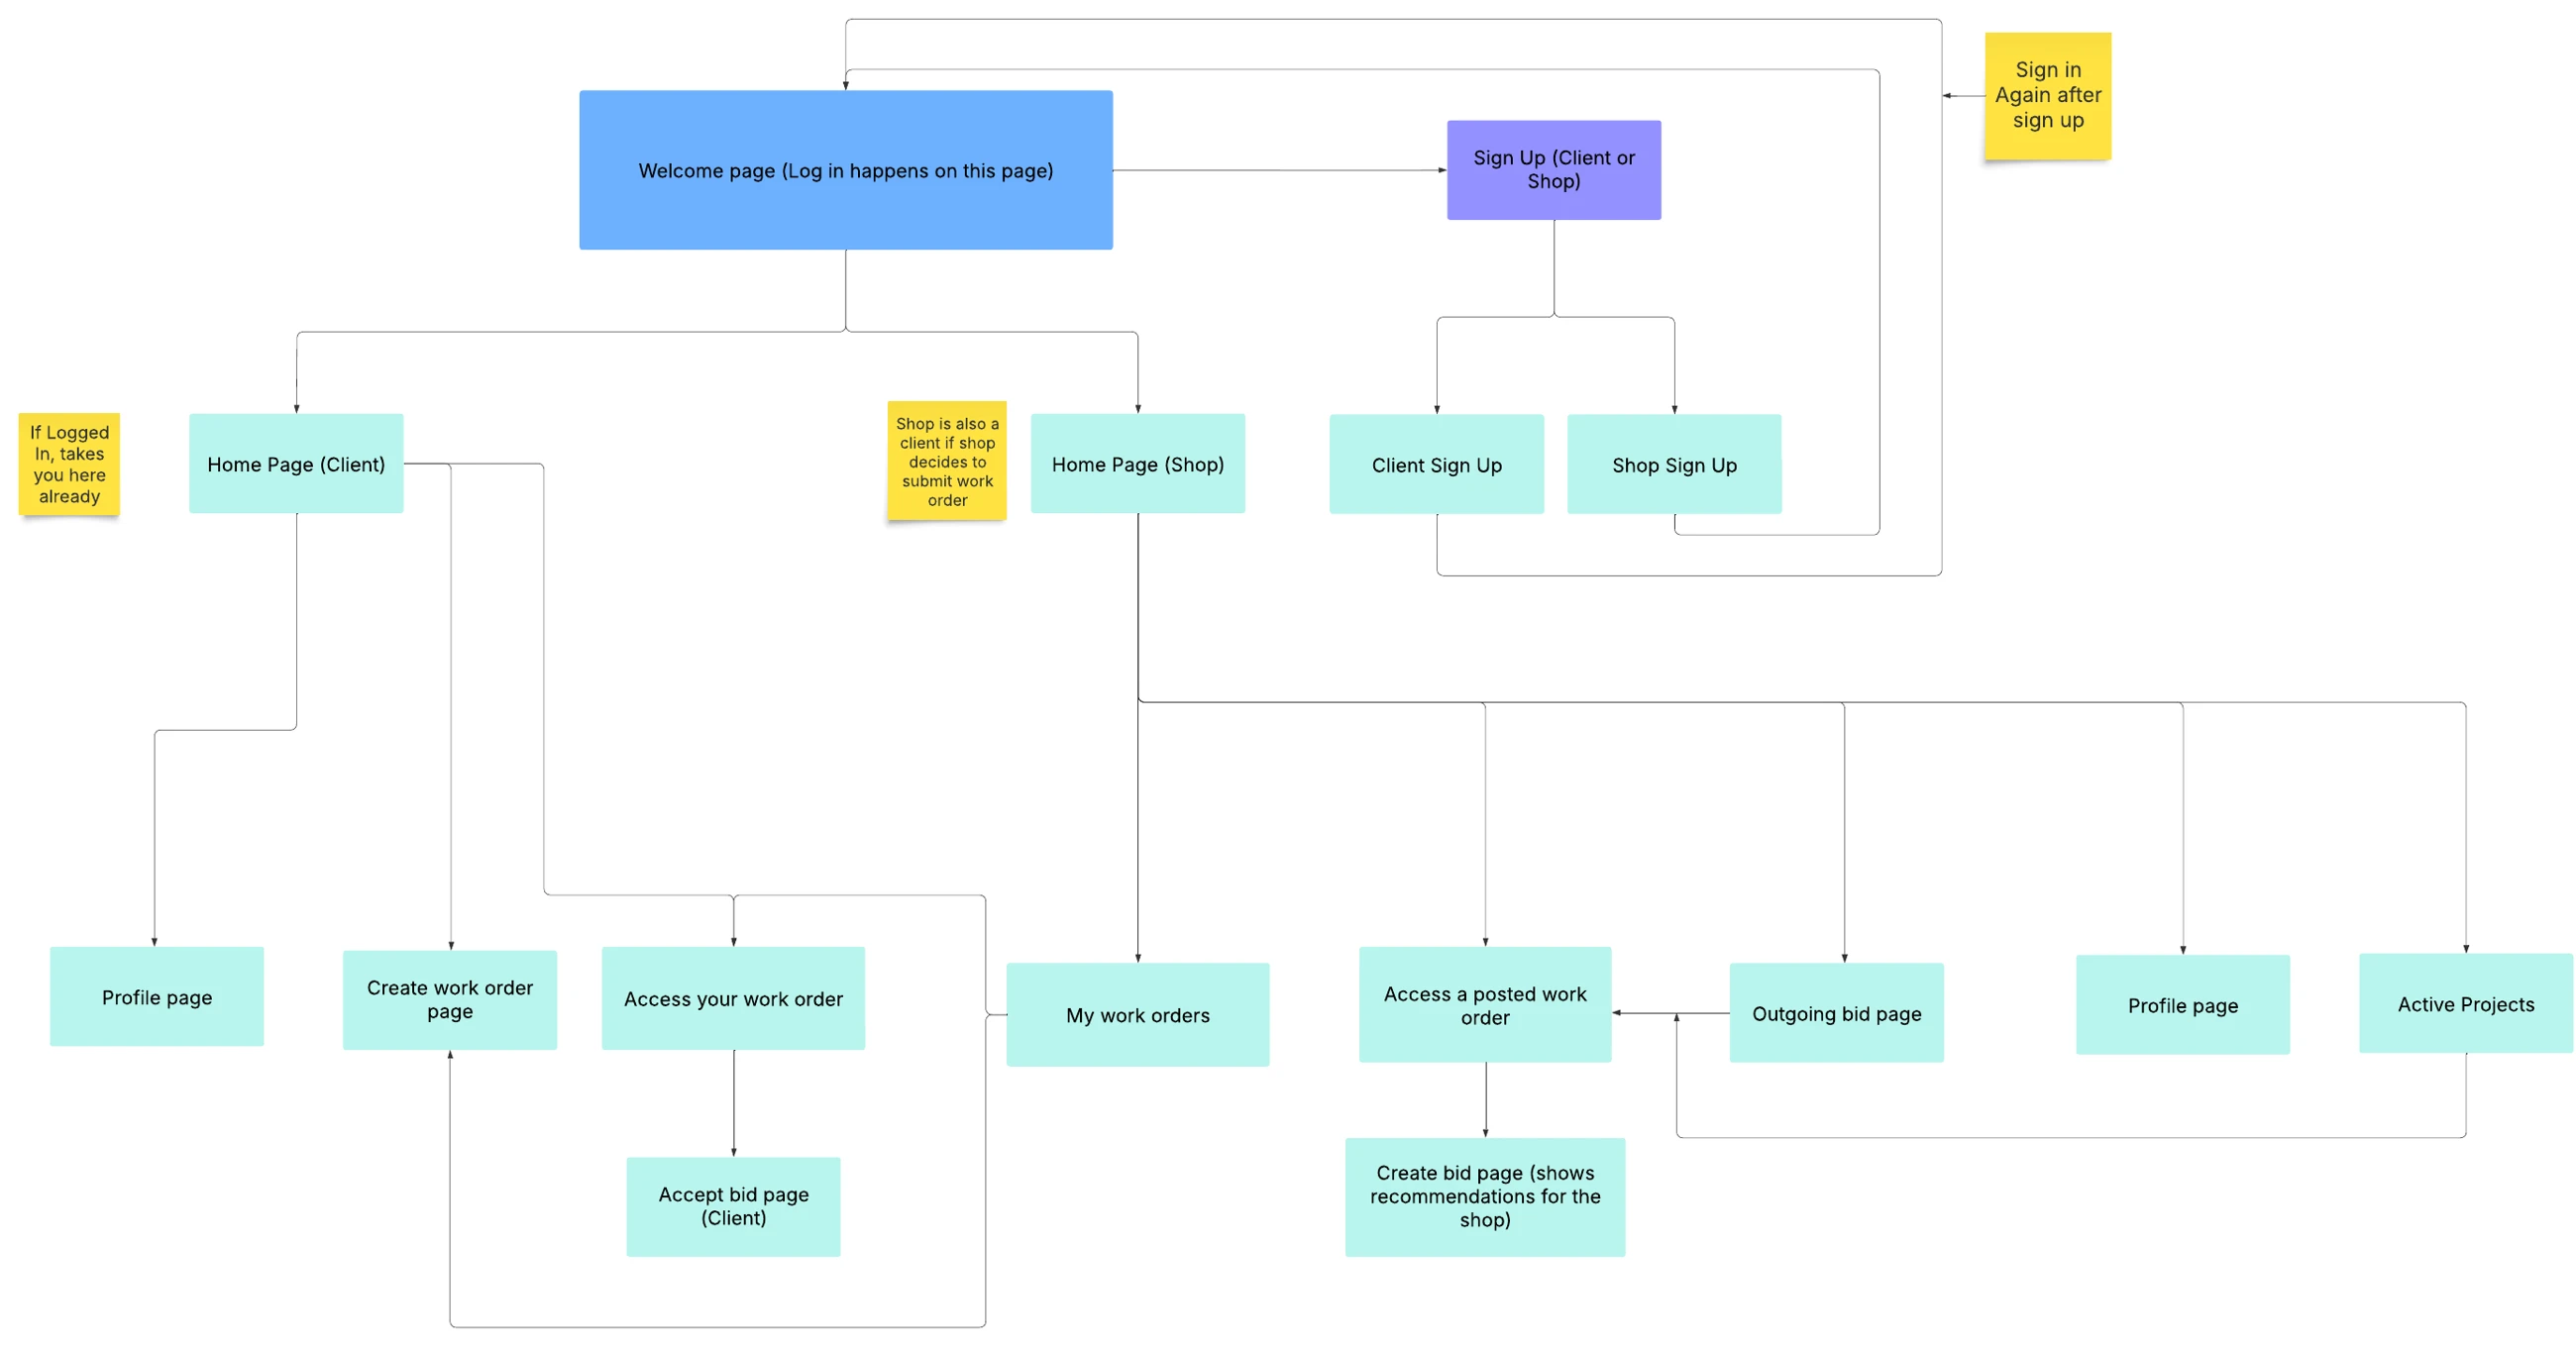 Sign in
Again after
sign up
Welcome page (Log in happens on this page)
Sign Up (Client or
Shop)
If Logged
In, takes
you here
already
Home Page (Client)
Shop is also a
client if shop
decides to
submit work
order
Home Page (Shop)
Client Sign Up
Shop Sign Up
Profile page
Create work order
page
Access your work order
My work orders
Access a posted work
order
Outgoing bid page
Profile page
Active Projects
Accept bid page
(Client)
Create bid page (shows
recommendations for the
shop)